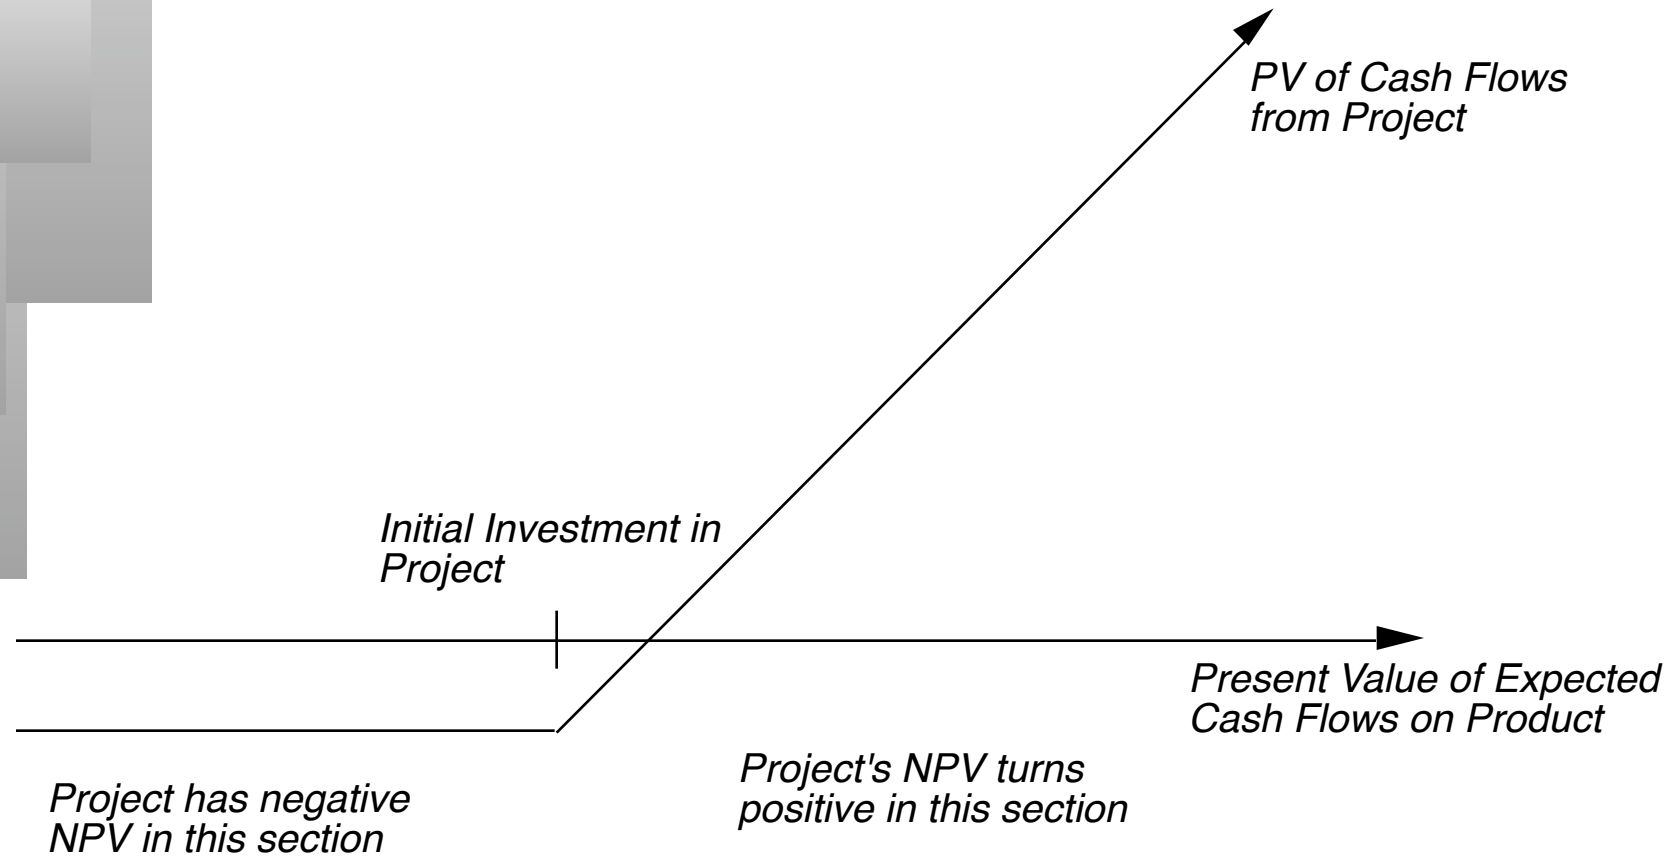 PV of Cash Flows
from Project
Initial Investment in
Project
Present Value of Expected
Cash Flows on Product
Project's NPV turns
positive in this section
Project has negative
NPV in this section